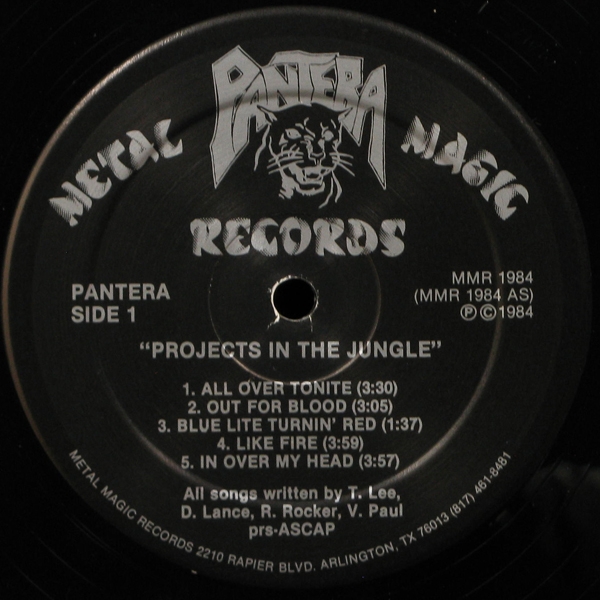 PANTERA
METAL MAGIC
RECORDS
PANTERA
SIDE 1
MMR 1984
(MMR 1984 AS)
Ⓟ©1984
“PROJECTS IN THE JUNGLE”
1. ALL OVER TONITE (3:30)
2. OUT FOR BLOOD (3:05)
3. BLUE LITE TURNIN’ RED (1:37)
4. LIKE FIRE (3:59)
5. IN OVER MY HEAD (3:57)
All songs written by T. Lee,
D. Lance, R. Rocker, V. Paul
prs-ASCAP
METAL MAGIC RECORDS 2210 RAPIER BLVD. ARLINGTON, TX 76013 (817) 461-8481